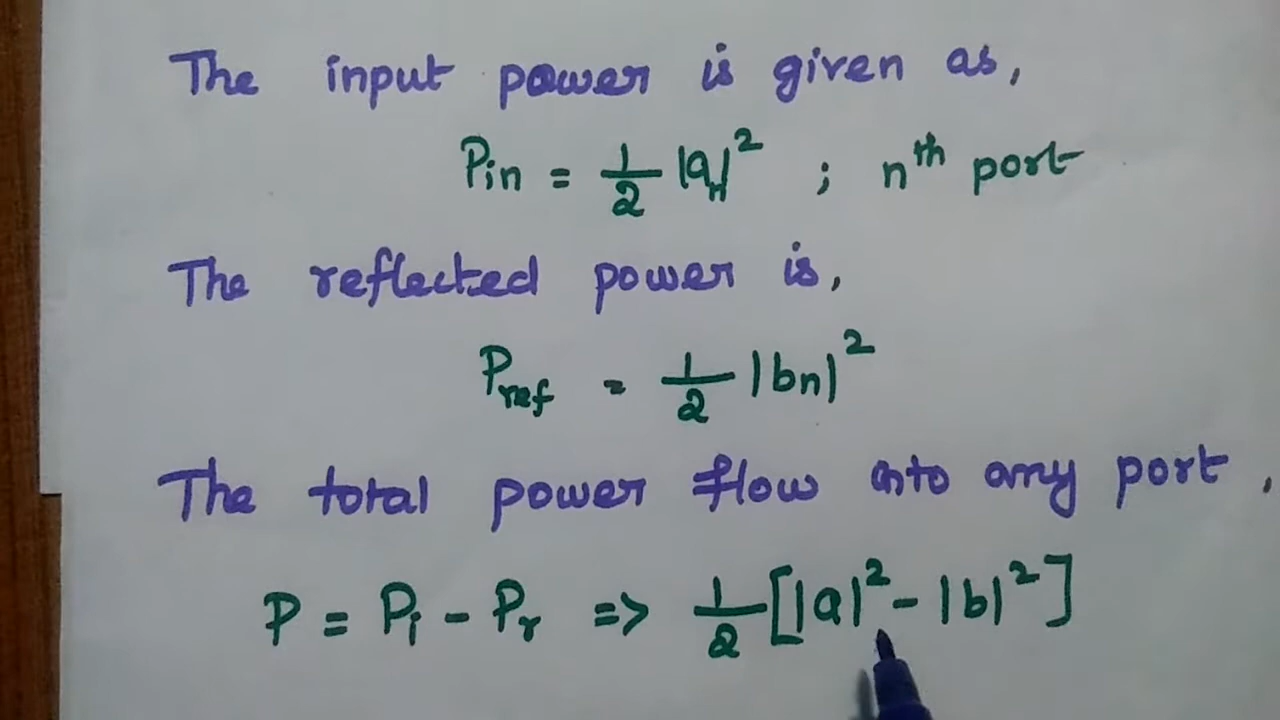 The input power is given as,
Pin = 1/2 |an|² ; nth port
The reflected power is,
Pref = 1/2 |bn|²
The total power flow into any port,
P = Pi - Pr => 1/2 [|a|² - |b|²]